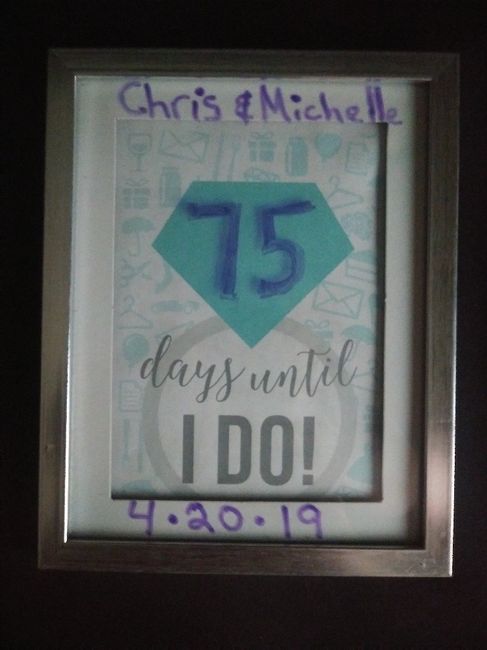 Chris & Michelle
75
days until
I DO!
4.20.19